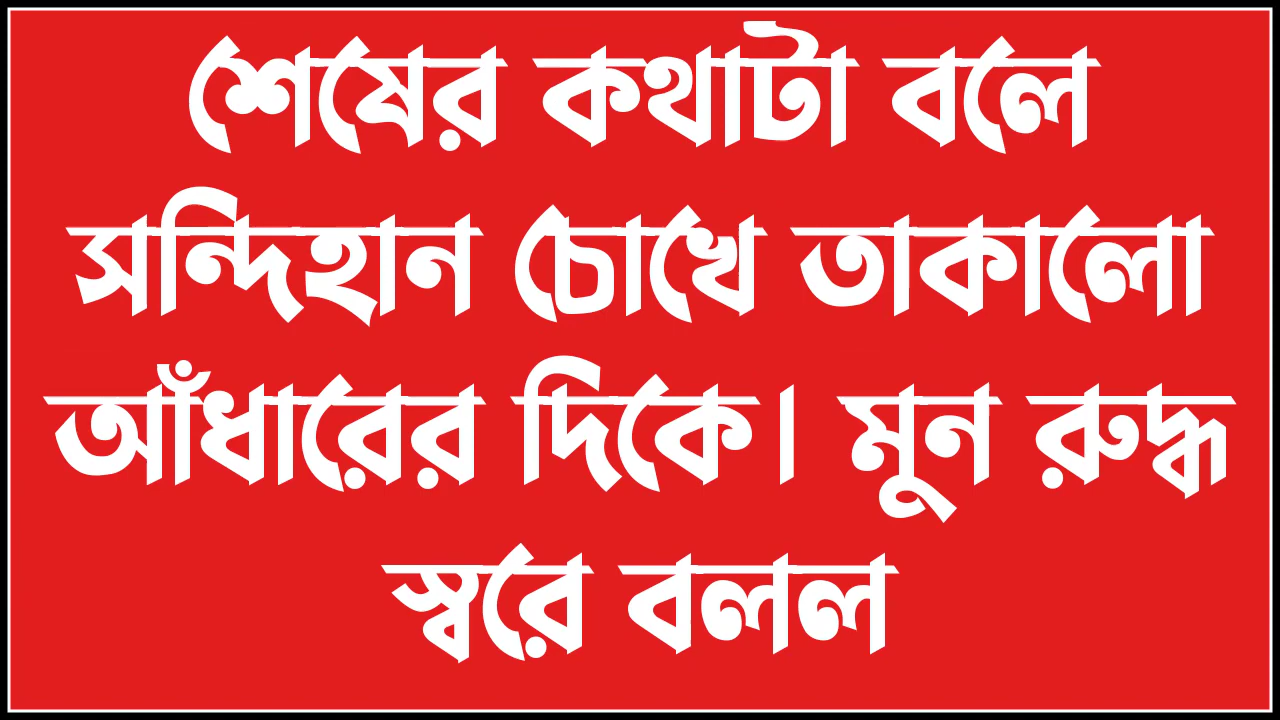 শেষের কথাটা বলে
সন্দিহান চোখে তাকালো
আঁধারের দিকে। মুন রুদ্ধ
স্বরে বলল